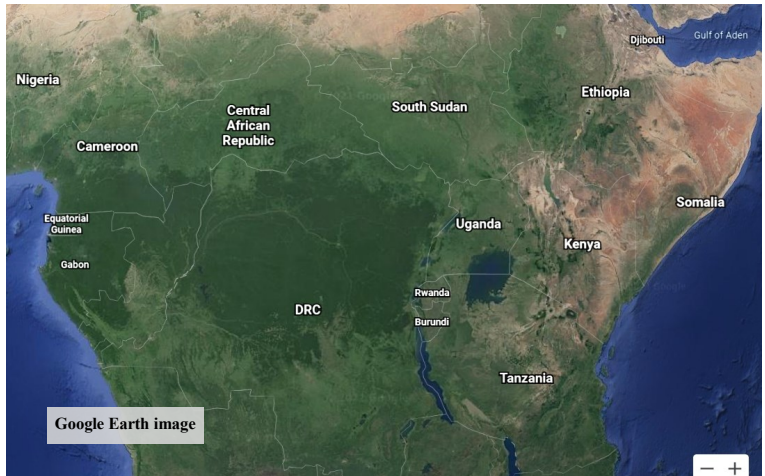 Djibouti
Gulf of Aden
Nigeria
Ethiopia
Central
African
Republic
South Sudan
Cameroon
Somalia
Equatorial
Guinea
Uganda
Kenya
Gabon
Rwanda
DRC
Burundi
Tanzania
Google Earth image